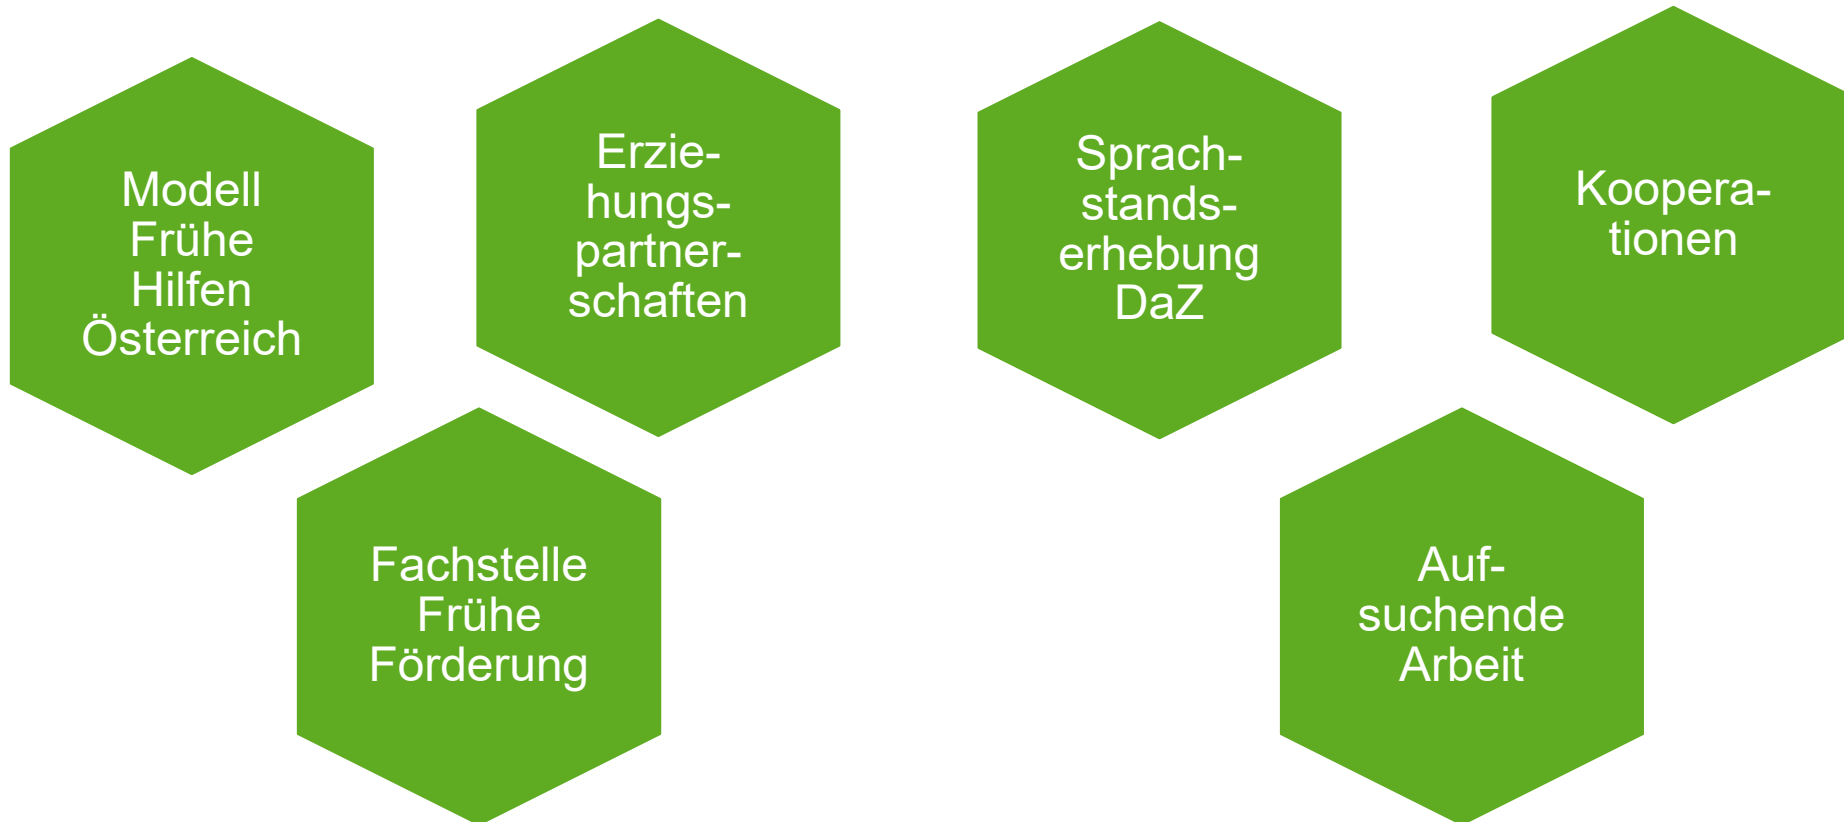 Modell
Frühe
Hilfen
Österreich
Erzie-
hungs-
partner-
schaften
Sprach-
stands-
erhebung
DaZ
Koopera-
tionen
Fachstelle
Frühe
Förderung
Auf-
suchende
Arbeit